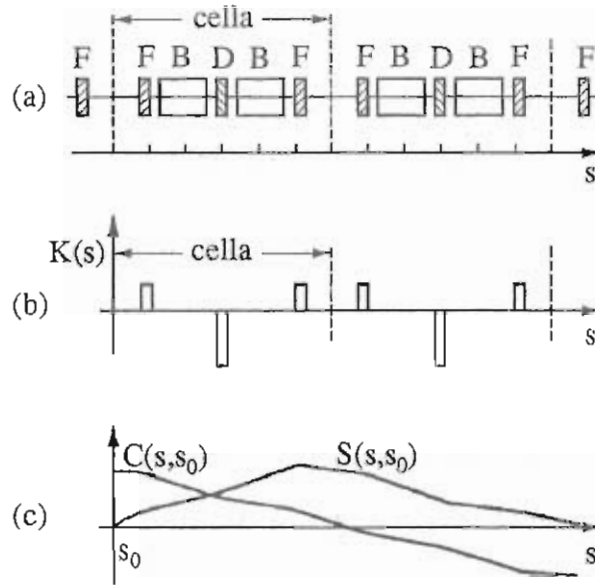 cella
F F B D B F F B D B F F
(a)
s
K(s)
cella
(b)
s
C(s,s0) S(s,s0)
(c)
s0
s